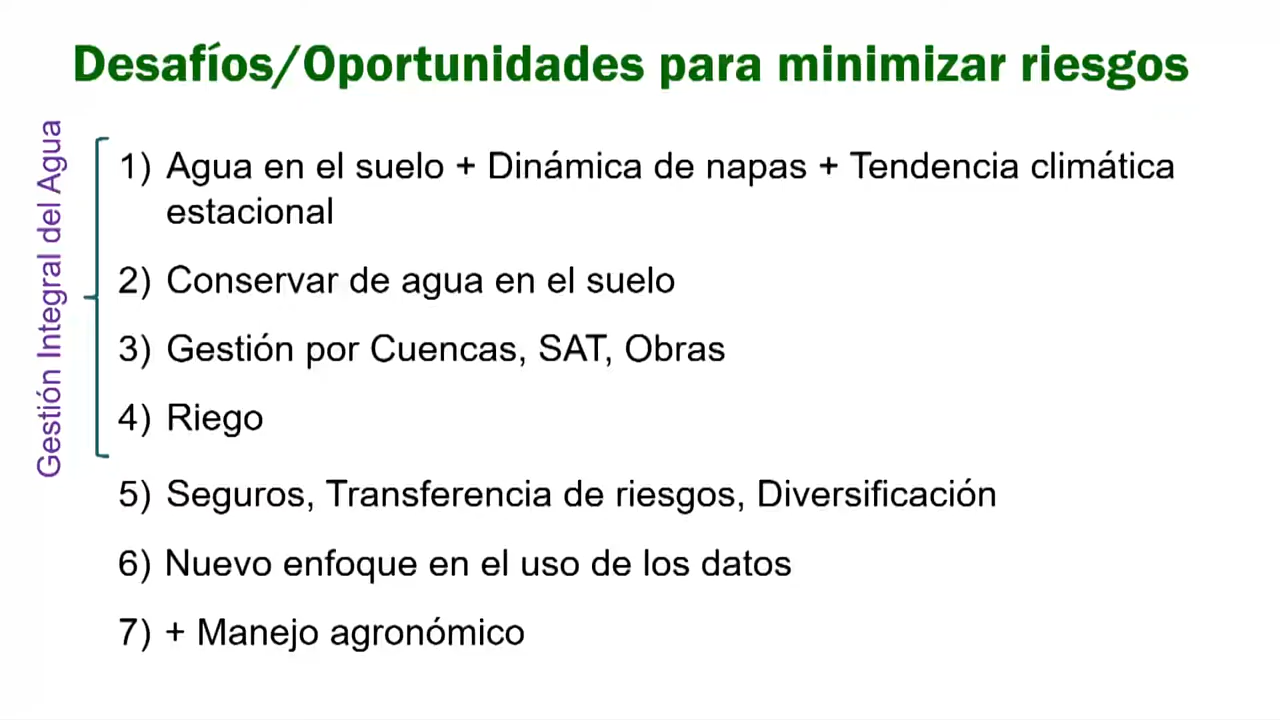 Desafíos/Oportunidades para minimizar riesgos
Gestión Integral del Agua
1) Agua en el suelo + Dinámica de napas + Tendencia climática
estacional
2) Conservar de agua en el suelo
3) Gestión por Cuencas, SAT, Obras
4) Riego
5) Seguros, Transferencia de riesgos, Diversificación
6) Nuevo enfoque en el uso de los datos
7) + Manejo agronómico